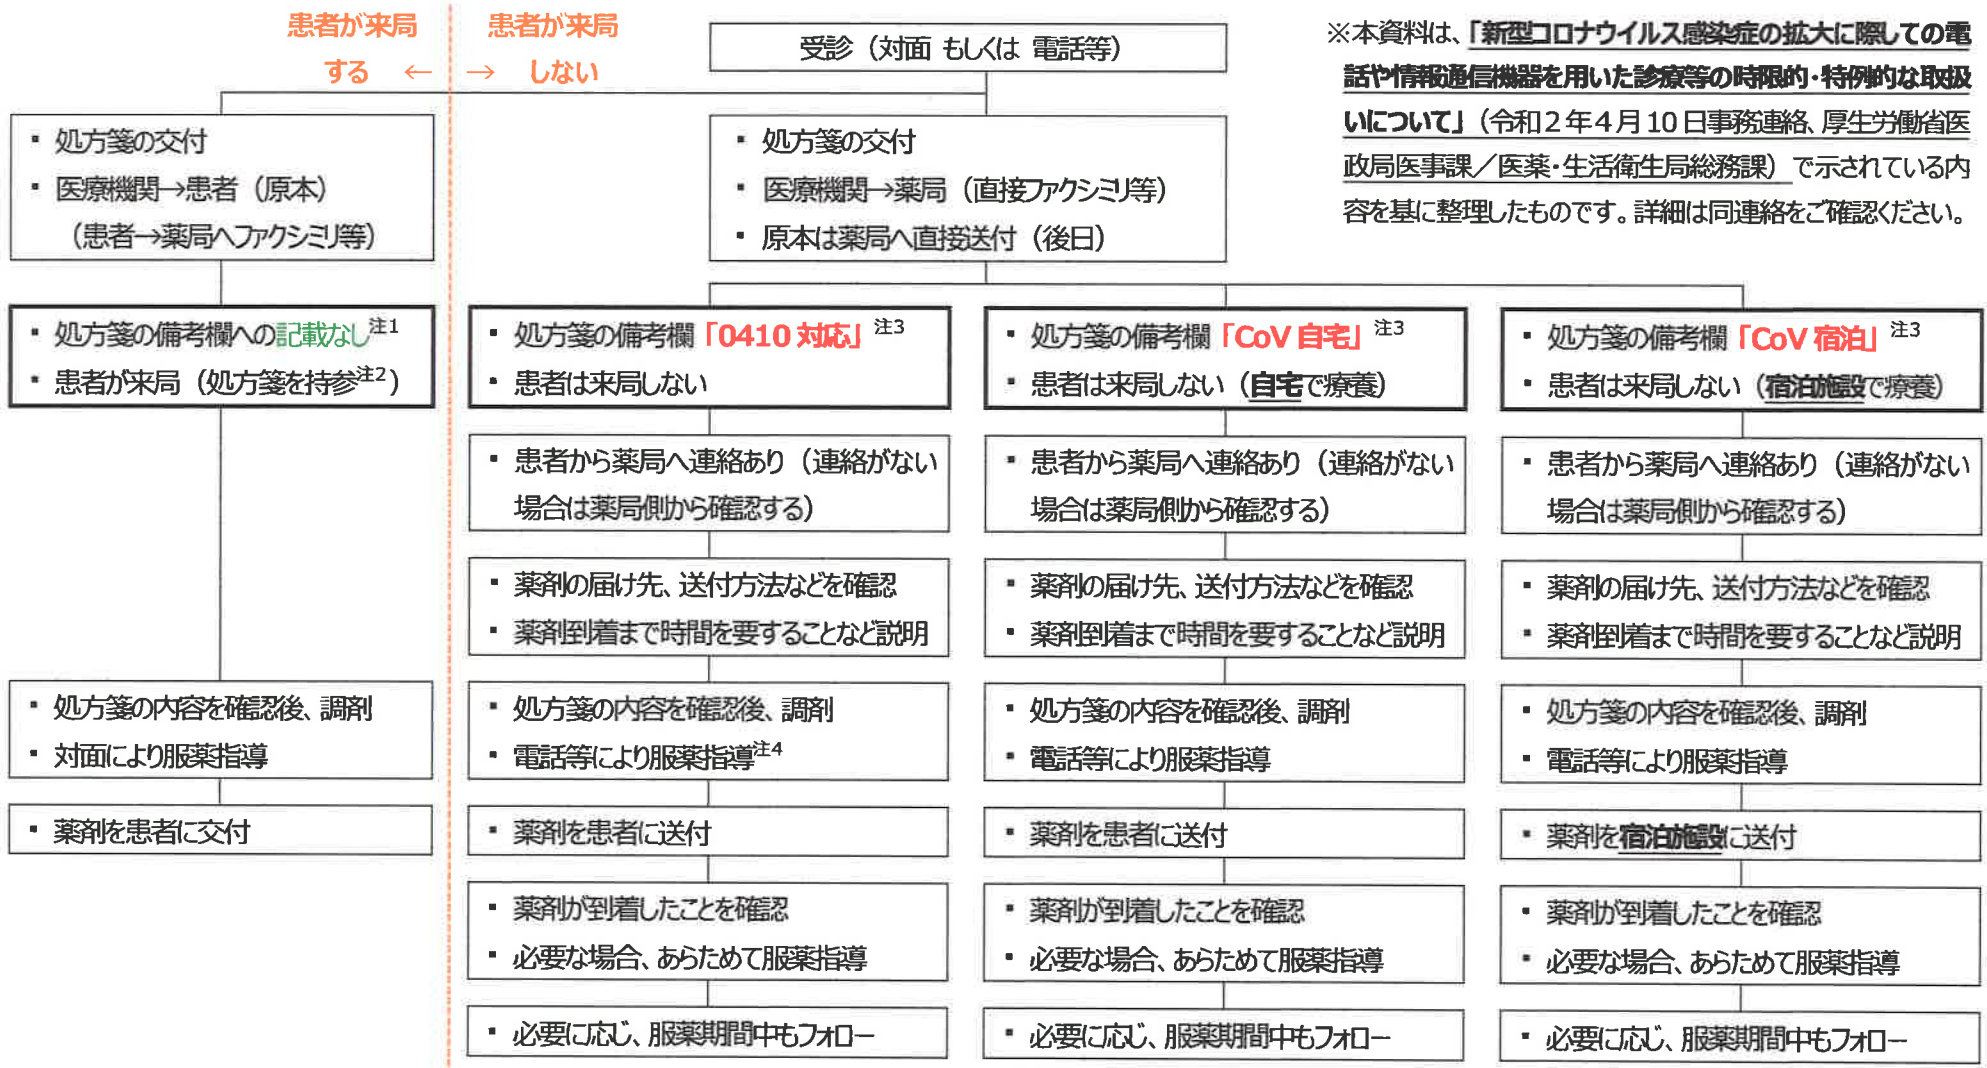 患者が来局
する ←
患者が来局
→ しない
受診（対面 もしくは 電話等）
※本資料は、「新型コロナウイルス感染症の拡大に際しての電
話や情報通信機器を用いた診療等の時限的・特例的な取扱
いについて」（令和２年４月10日事務連絡、厚生労働省医
政局医事課／医薬・生活衛生局総務課）で示されている内
容を基に整理したものです。詳細は同連絡をご確認ください。
▪ 処方箋の交付
▪ 医療機関→患者（原本）
（患者→薬局へファクシミリ等）
▪ 処方箋の交付
▪ 医療機関→薬局（直接ファクシミリ等）
▪ 原本は薬局へ直接送付（後日）
▪ 処方箋の備考欄への記載なし注1
▪ 患者が来局（処方箋を持参注2）
▪ 処方箋の内容を確認後、調剤
▪ 対面により服薬指導
▪ 薬剤を患者に交付
▪ 処方箋の備考欄「0410 対応」注3
▪ 患者は来局しない
▪ 患者から薬局へ連絡あり（連絡がない
場合は薬局側から確認する）
▪ 薬剤の届け先、送付方法などを確認
▪ 薬剤到着まで時間を要することなど説明
▪ 処方箋の内容を確認後、調剤
▪ 電話等により服薬指導注4
▪ 薬剤を患者に送付
▪ 薬剤が到着したことを確認
▪ 必要な場合、あらためて服薬指導
▪ 必要に応じ、服薬期間中もフォロー
▪ 処方箋の備考欄「CoV 自宅」注3
▪ 患者は来局しない（自宅で療養）
▪ 患者から薬局へ連絡あり（連絡がない
場合は薬局側から確認する）
▪ 薬剤の届け先、送付方法などを確認
▪ 薬剤到着まで時間を要することなど説明
▪ 処方箋の内容を確認後、調剤
▪ 電話等により服薬指導
▪ 薬剤を患者に送付
▪ 薬剤が到着したことを確認
▪ 必要な場合、あらためて服薬指導
▪ 必要に応じ、服薬期間中もフォロー
▪ 処方箋の備考欄「CoV 宿泊」注3
▪ 患者は来局しない（宿泊施設で療養）
▪ 患者から薬局へ連絡あり（連絡がない
場合は薬局側から確認する）
▪ 薬剤の届け先、送付方法などを確認
▪ 薬剤到着まで時間を要することなど説明
▪ 処方箋の内容を確認後、調剤
▪ 電話等により服薬指導
▪ 薬剤を宿泊施設に送付
▪ 薬剤が到着したことを確認
▪ 必要な場合、あらためて服薬指導
▪ 必要に応じ、服薬期間中もフォロー